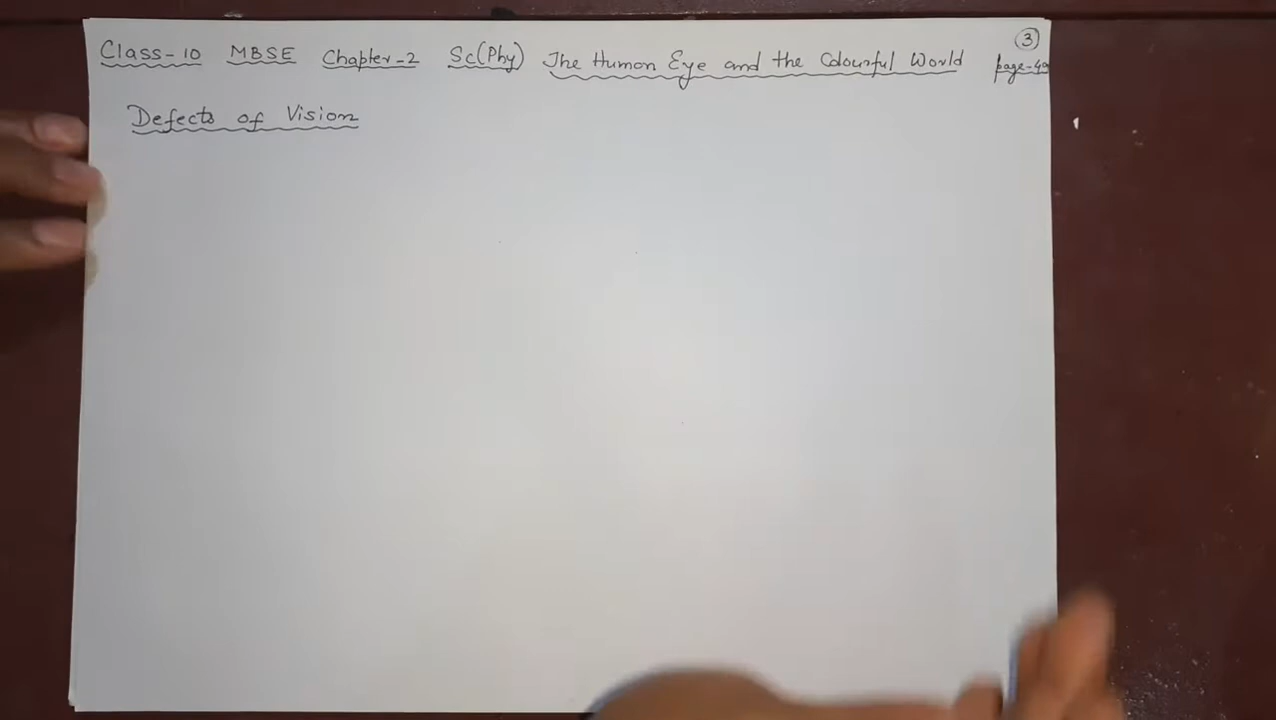 ③
Class-10 MBSE Chapter-2 Sc(Phy) The Human Eye and the Colourful World
Defects of Vision